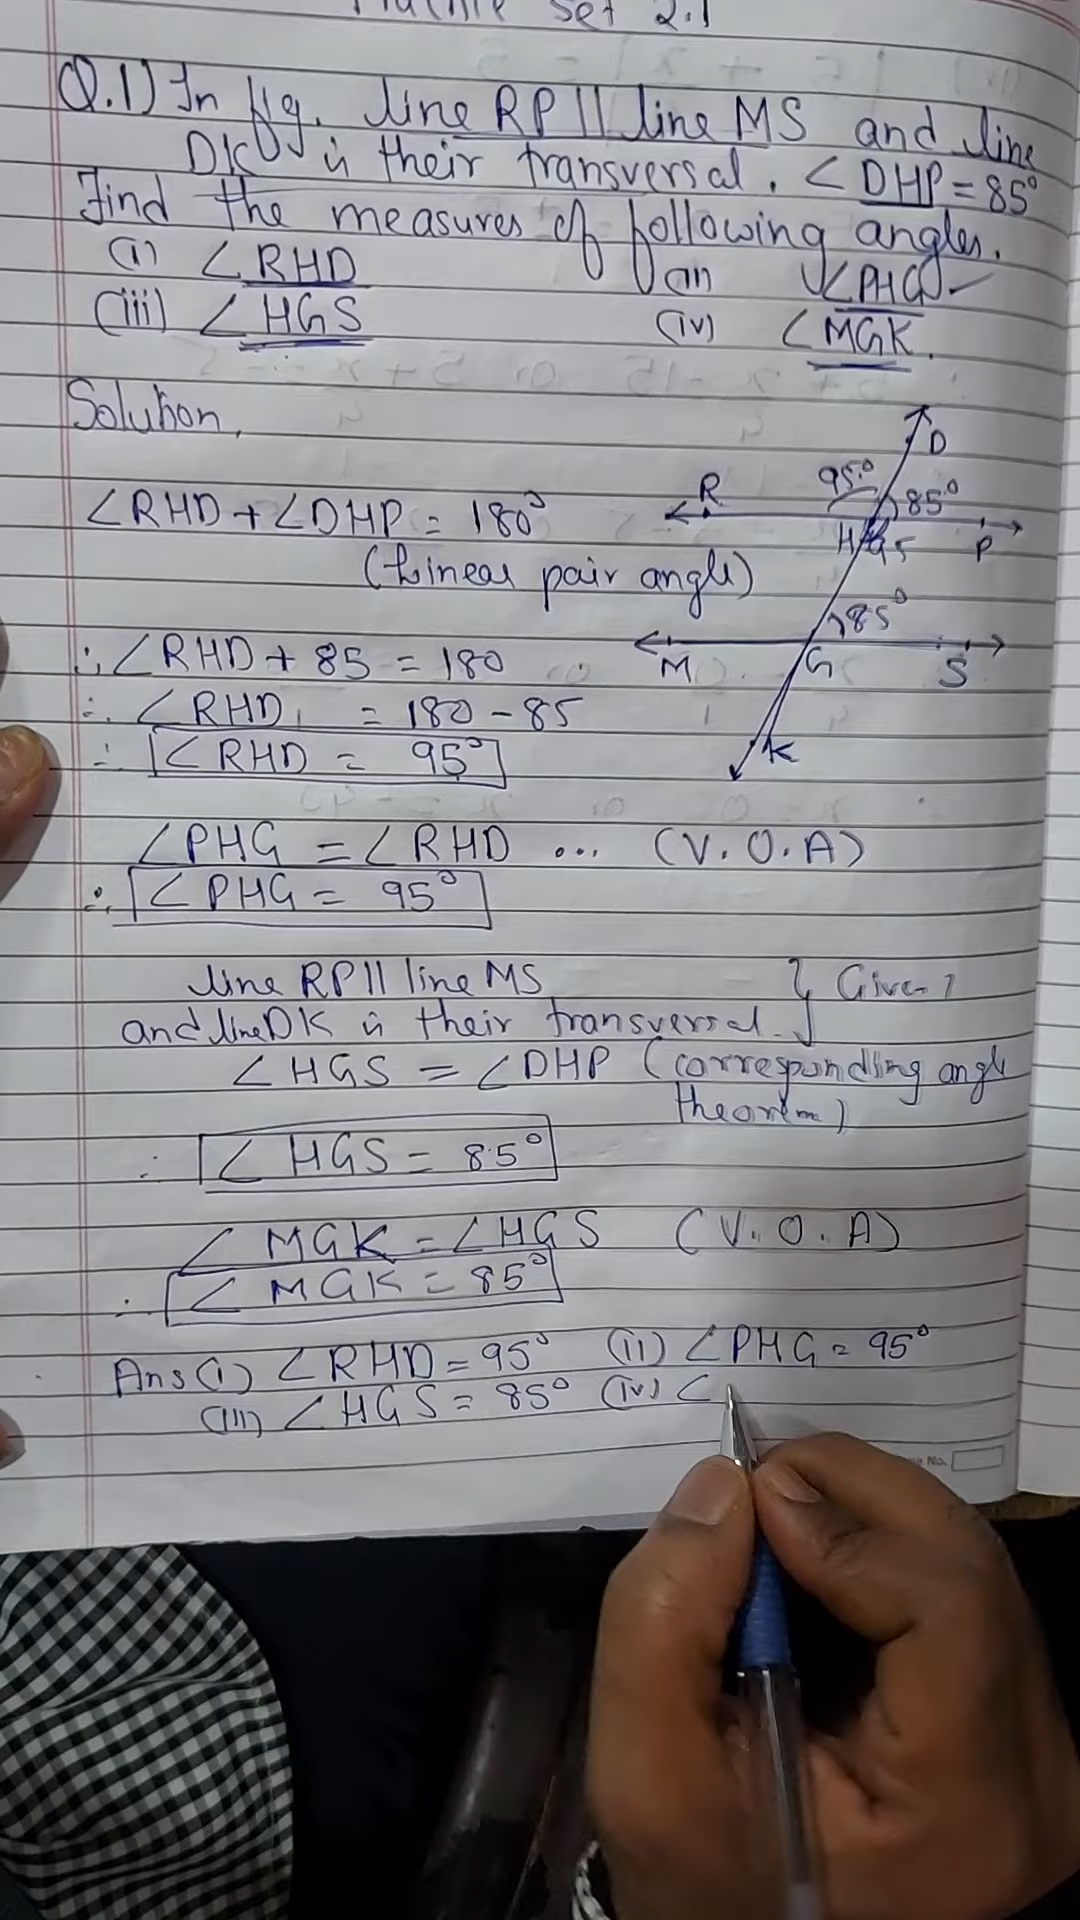 Set 2.1
Q.1) In fig. line RP || line MS and line
DK is their transversal. ∠DHP = 85°
Find the measures of following angles.
(i) ∠RHD (ii) ∠PHG
(iii) ∠HGS (iv) ∠MGK.
Solution,
D
95°
R
85°
∠RHD + ∠DHP = 180°
H
P
(Linear pair angle)
85°
∴ ∠RHD + 85 = 180
M G S
∴ ∠RHD = 180 - 85
∴ ∠RHD = 95°
K
∠PHG = ∠RHD ... (V.O.A)
∴ ∠PHG = 95°
line RP || line MS } Given
and line DK is their transversal.
∠HGS = ∠DHP (corresponding angle
theorem)
∴ ∠HGS = 85°
∠MGK = ∠HGS (V.O.A)
∴ ∠MGK = 85°
Ans (i) ∠RHD = 95° (ii) ∠PHG = 95°
(iii) ∠HGS = 85° (iv) ∠
No.